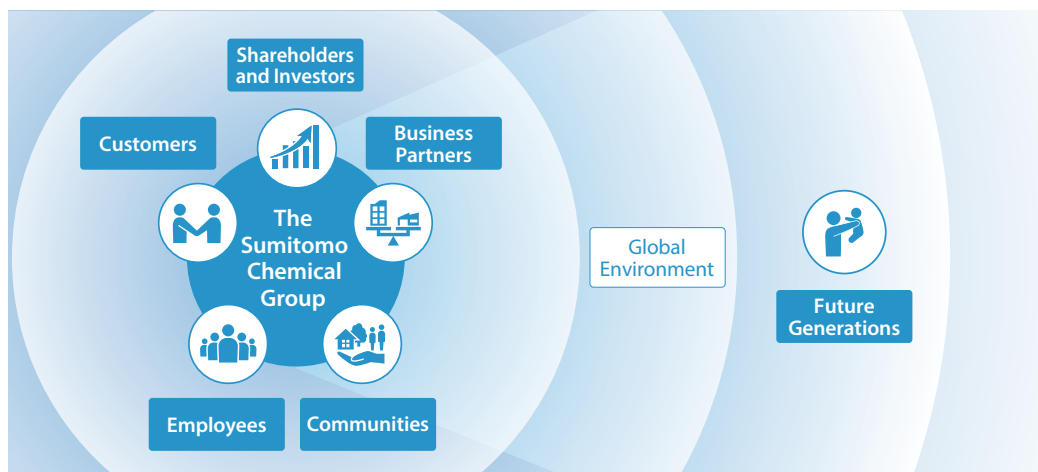 Shareholders
and Investors
Customers
Business
Partners
The
Sumitomo
Chemical
Group
Global
Environment
Future
Generations
Employees
Communities